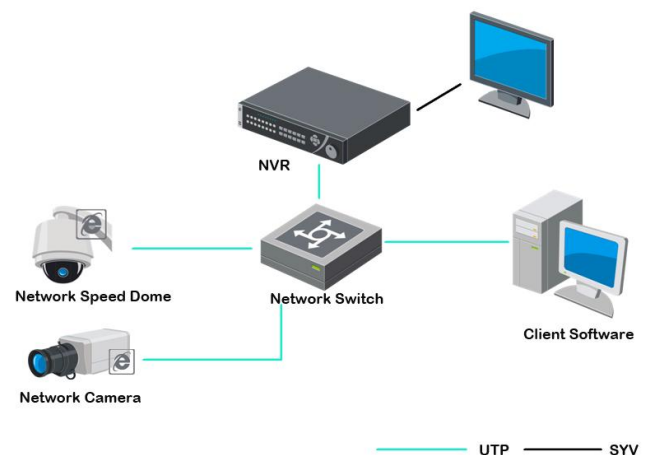 NVR
Network Speed Dome
Network Switch
Client Software
Network Camera
UTP
SYV